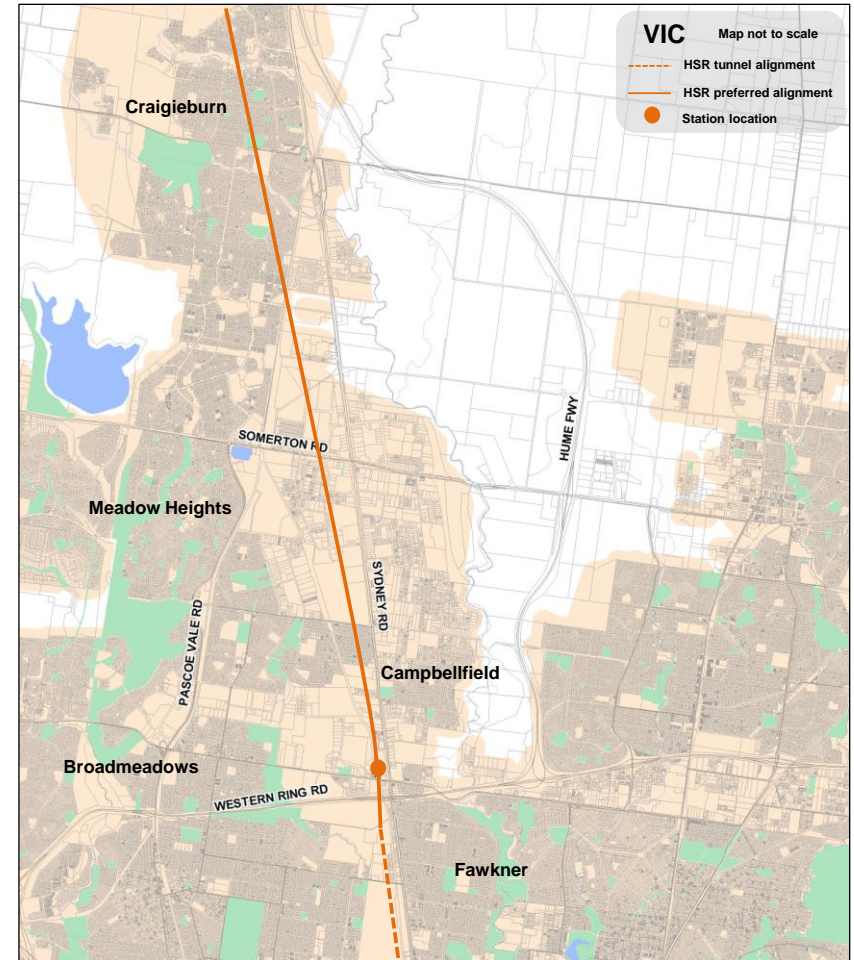 VIC Map not to scale
HSR tunnel alignment
HSR preferred alignment
Station location
Craigieburn
HUME FWY
SOMERTON RD
Meadow Heights
SYDNEY RD
PASCOE VALE RD
Campbellfield
Broadmeadows
WESTERN RING RD
Fawkner